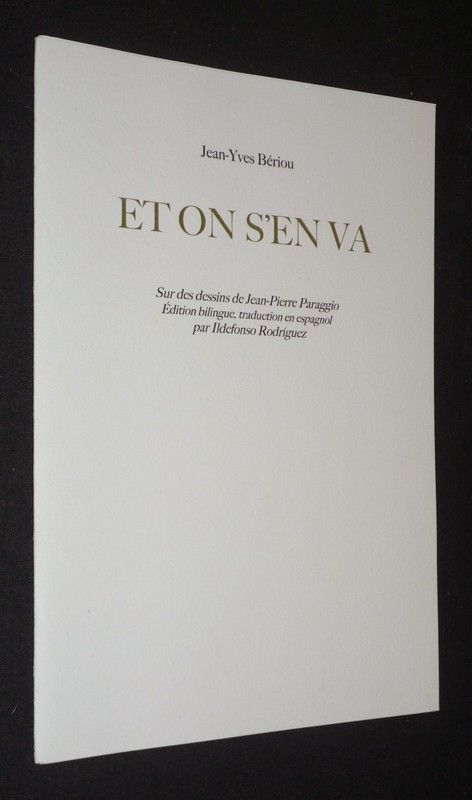 Jean-Yves Bériou
ET ON S'EN VA
Sur des dessins de Jean-Pierre Paraggio
Édition bilingue, traduction en espagnol
par Ildefonso Rodríguez